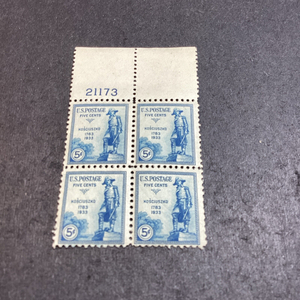 21173
U.S. POSTAGE
FIVE CENTS
KOSCIUSZKO
1783
1933
5¢
U.S. POSTAGE
FIVE CENTS
KOSCIUSZKO
1783
1933
5¢
U.S. POSTAGE
FIVE CENTS
KOSCIUSZKO
1783
1933
5¢
U.S. POSTAGE
FIVE CENTS
KOSCIUSZKO
1783
1933
5¢